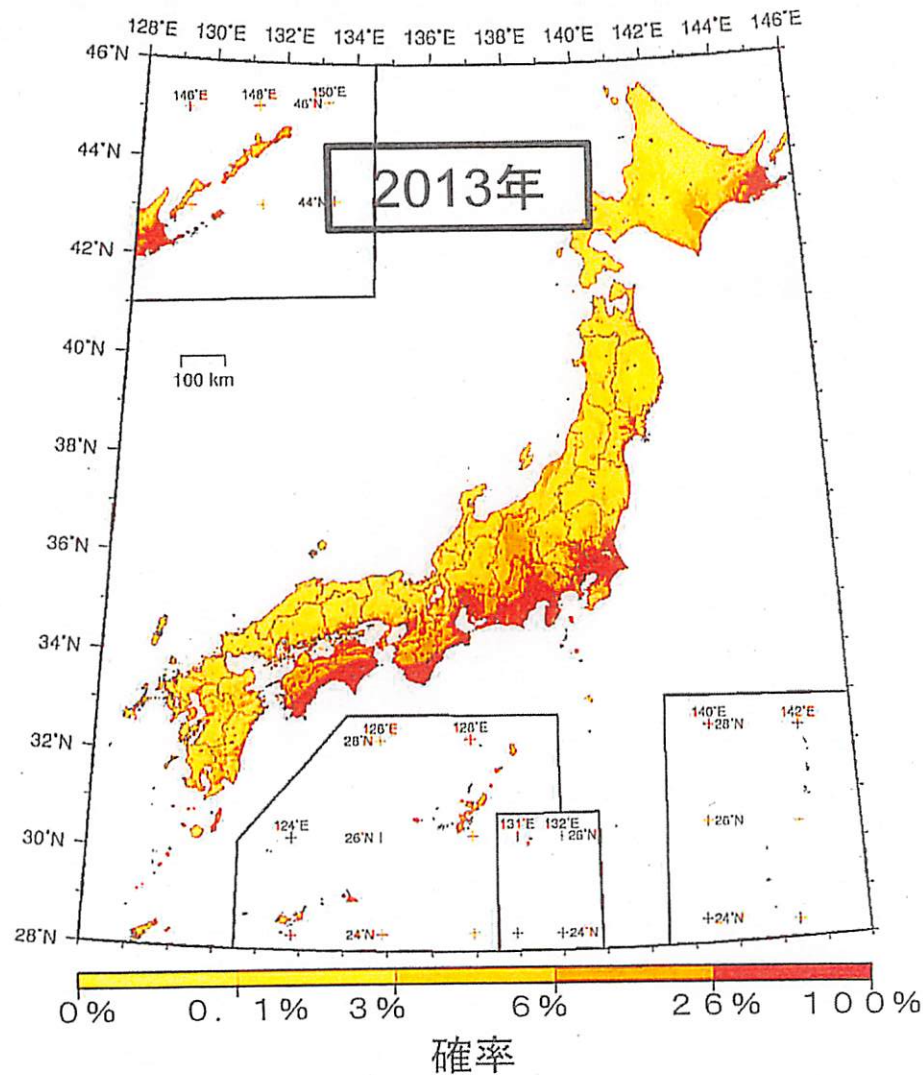 128°E 130°E 132°E 134°E 136°E 138°E 140°E 142°E 144°E 146°E
46°N
146°E 148°E 150°E
46°N
44°N
2013年
44°N
42°N
40°N
100 km
38°N
36°N
34°N
32°N
126°E 128°E
28°N
140°E 142°E
28°N
30°N
124°E
26°N
131°E 132°E
26°N
26°N
28°N
24°N
24°N
24°N
0% 0.1% 3% 6% 26% 100%
確率